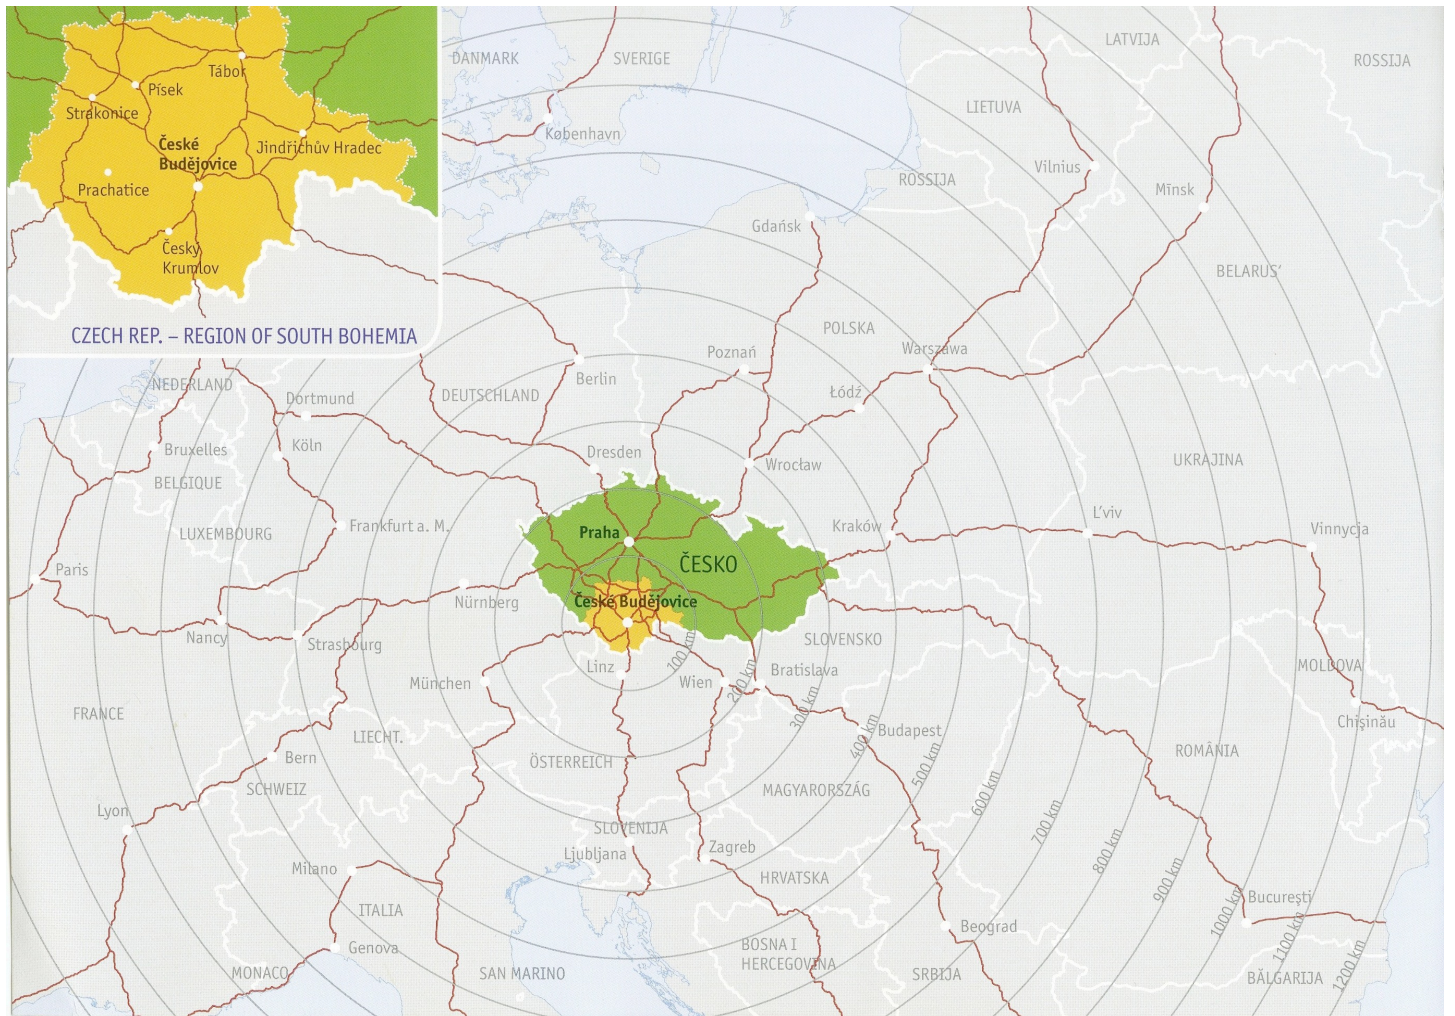 Tábor
Písek
Strakonice
České
Budějovice
Jindřichův Hradec
Prachatice
Český
Krumlov
CZECH REP. – REGION OF SOUTH BOHEMIA
DANMARK
SVERIGE
LATVIJA
ROSSIJA
LIETUVA
København
Vilnius
ROSSIJA
Mīnsk
Gdańsk
BELARUS´
POLSKA
Warszawa
Poznań
NEDERLAND
Berlin
DEUTSCHLAND
Łódź
Dortmund
Köln
Bruxelles
Dresden
Wrocław
UKRAJINA
BELGIQUE
Frankfurt a. M.
LUXEMBOURG
Praha
Kraków
L´viv
Vinnycja
ČESKO
Paris
Nürnberg
České Budějovice
Nancy
Strasbourg
SLOVENSKO
Linz
100 km
München
Wien
200 km
Bratislava
MOLDOVA
300 km
FRANCE
LIECHT.
400 km
Budapest
Chişinău
Bern
ÖSTERREICH
500 km
ROMÂNIA
SCHWEIZ
MAGYARORSZÁG
600 km
Lyon
SLOVENIJA
700 km
Ljubljana
Zagreb
800 km
Milano
HRVATSKA
900 km
ITALIA
1000 km
Bucureşti
Genova
Beograd
1100 km
BOSNA I
HERCEGOVINA
MONACO
SAN MARINO
SRBIJA
BĂLGARIJA
1200 km